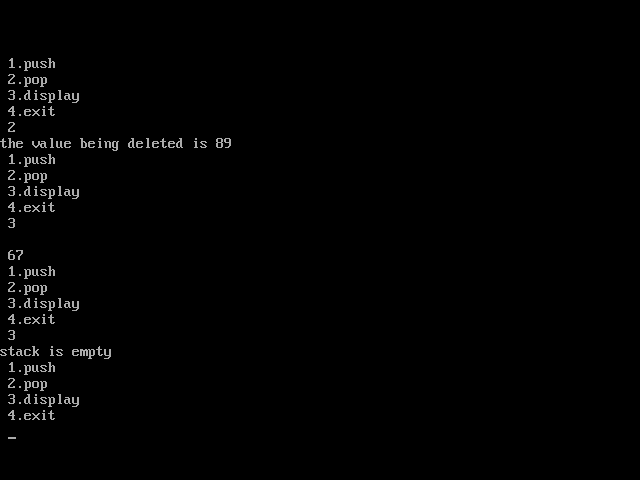 1.push
2.pop
3.display
4.exit
2
the value being deleted is 89
1.push
2.pop
3.display
4.exit
3
67
1.push
2.pop
3.display
4.exit
3
stack is empty
1.push
2.pop
3.display
4.exit